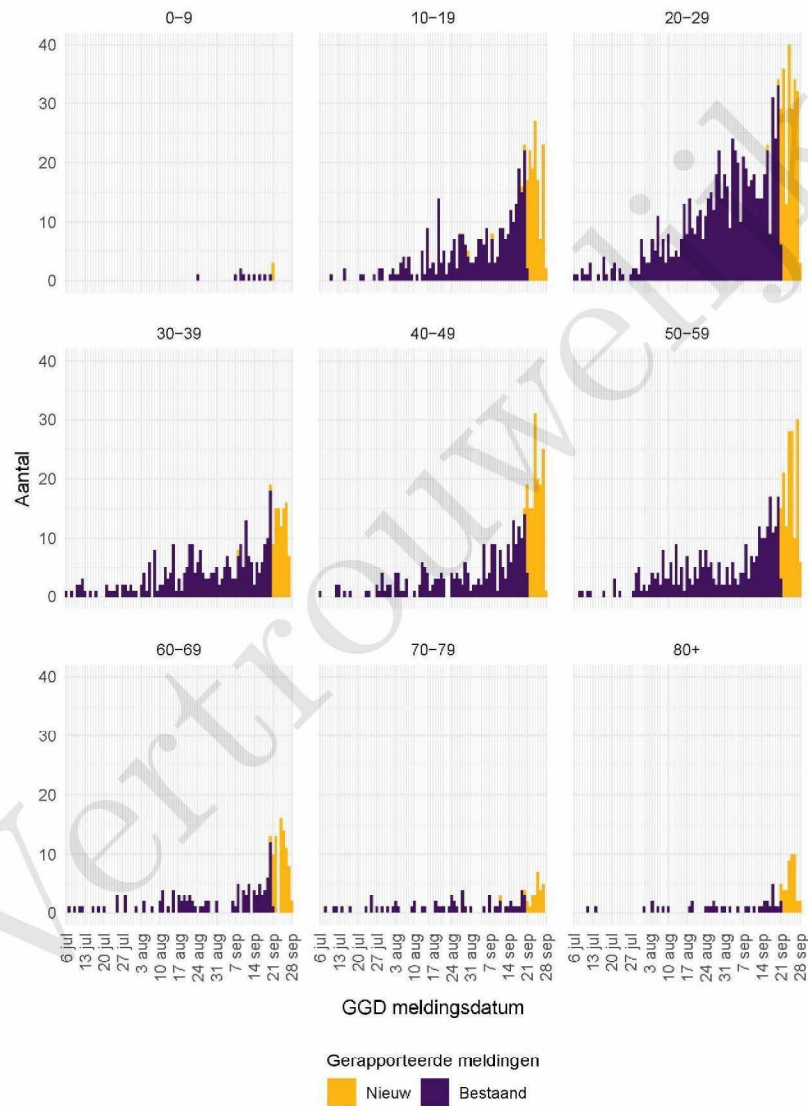 0−9
10−19
20−29
40
30
20
10
0
30−39
40−49
50−59
40
30
20
10
0
60−69
70−79
80+
40
30
20
10
0
Aantal
6 jul
13 jul
20 jul
27 jul
3 aug
10 aug
17 aug
24 aug
31 aug
7 sep
14 sep
21 sep
28 sep
6 jul
13 jul
20 jul
27 jul
3 aug
10 aug
17 aug
24 aug
31 aug
7 sep
14 sep
21 sep
28 sep
6 jul
13 jul
20 jul
27 jul
3 aug
10 aug
17 aug
24 aug
31 aug
7 sep
14 sep
21 sep
28 sep
GGD meldingsdatum
Gerapporteerde meldingen
Nieuw Bestaand
Vertrouwelijk